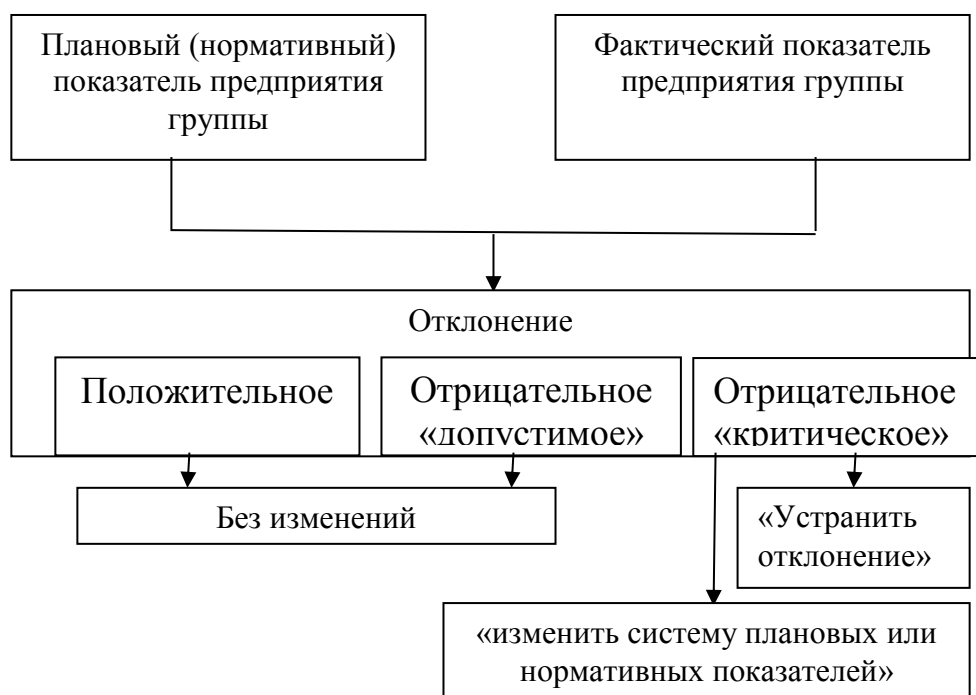 Плановый (нормативный)
показатель предприятия
группы
Фактический показатель
предприятия группы
Отклонение
Положительное
Отрицательное
«допустимое»
Отрицательное
«критическое»
Без изменений
«Устранить
отклонение»
«изменить систему плановых или
нормативных показателей»